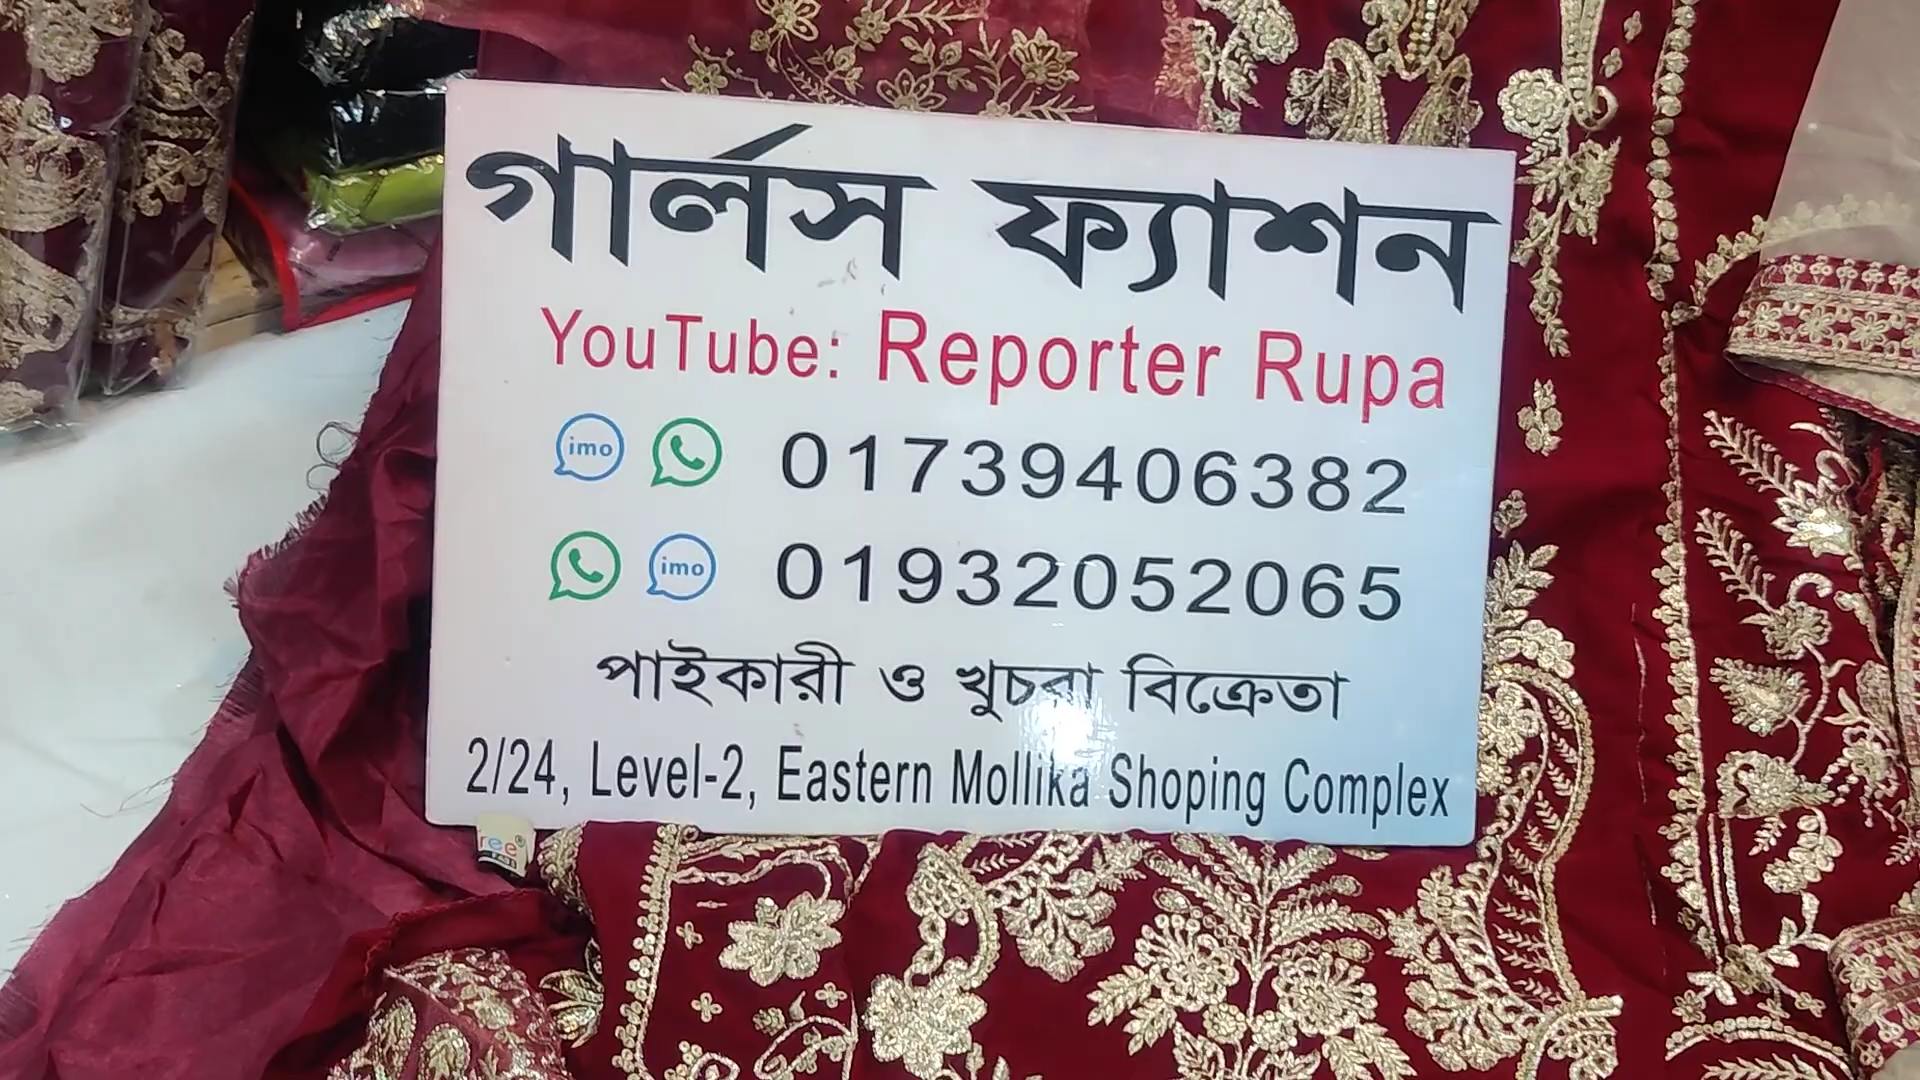 গার্লস ফ্যাশন
YouTube: Reporter Rupa
imo 01739406382
imo 01932052065
পাইকারী ও খুচরা বিক্রেতা
2/24, Level-2, Eastern Mollika Shoping Complex